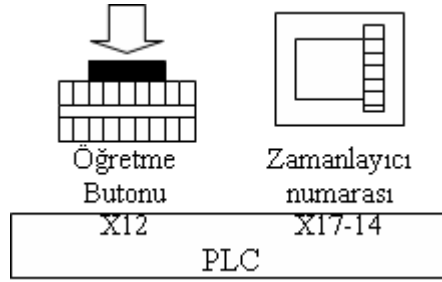 Öğretme
Butonu
X12
Zamanlayıcı
numarası
X17-14
PLC